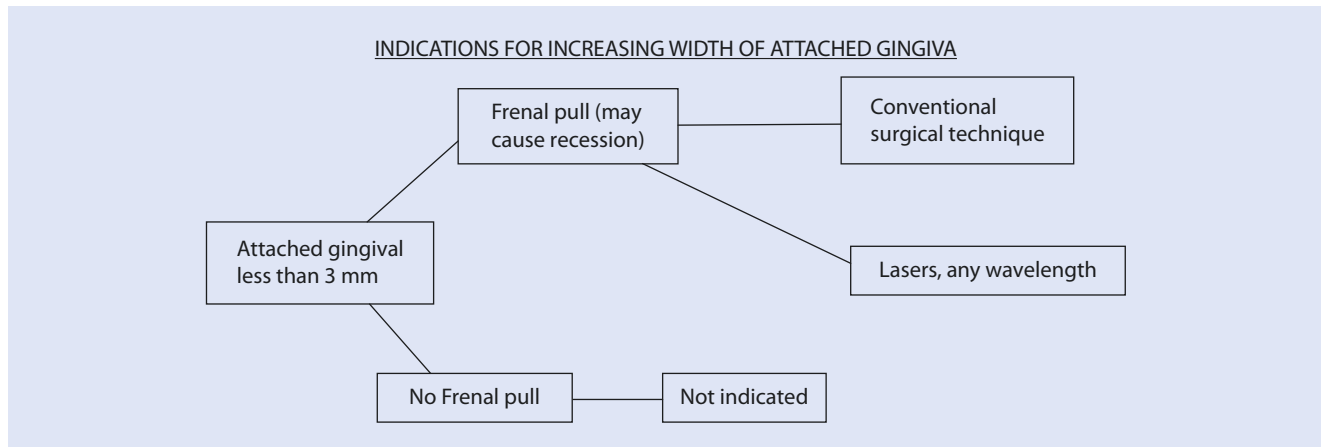 INDICATIONS FOR INCREASING WIDTH OF ATTACHED GINGIVA
Frenal pull (may
cause recession)
Conventional
surgical technique
Attached gingival
less than 3 mm
Lasers, any wavelength
No Frenal pull
Not indicated